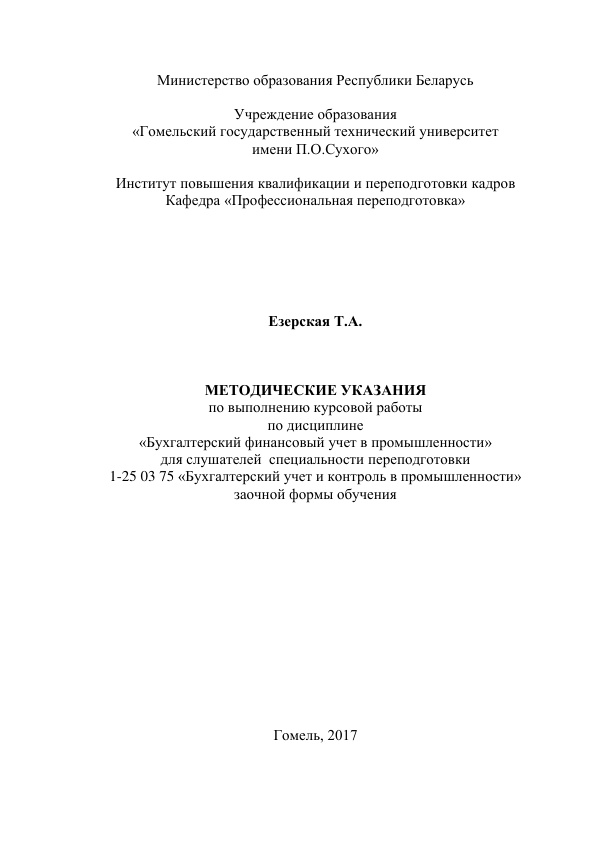 Министерство образования Республики Беларусь
Учреждение образования
«Гомельский государственный технический университет
имени П.О.Сухого»
Институт повышения квалификации и переподготовки кадров
Кафедра «Профессиональная переподготовка»
Езерская Т.А.
МЕТОДИЧЕСКИЕ УКАЗАНИЯ
по выполнению курсовой работы
по дисциплине
«Бухгалтерский финансовый учет в промышленности»
для слушателей специальности переподготовки
1-25 03 75 «Бухгалтерский учет и контроль в промышленности»
заочной формы обучения
Гомель, 2017